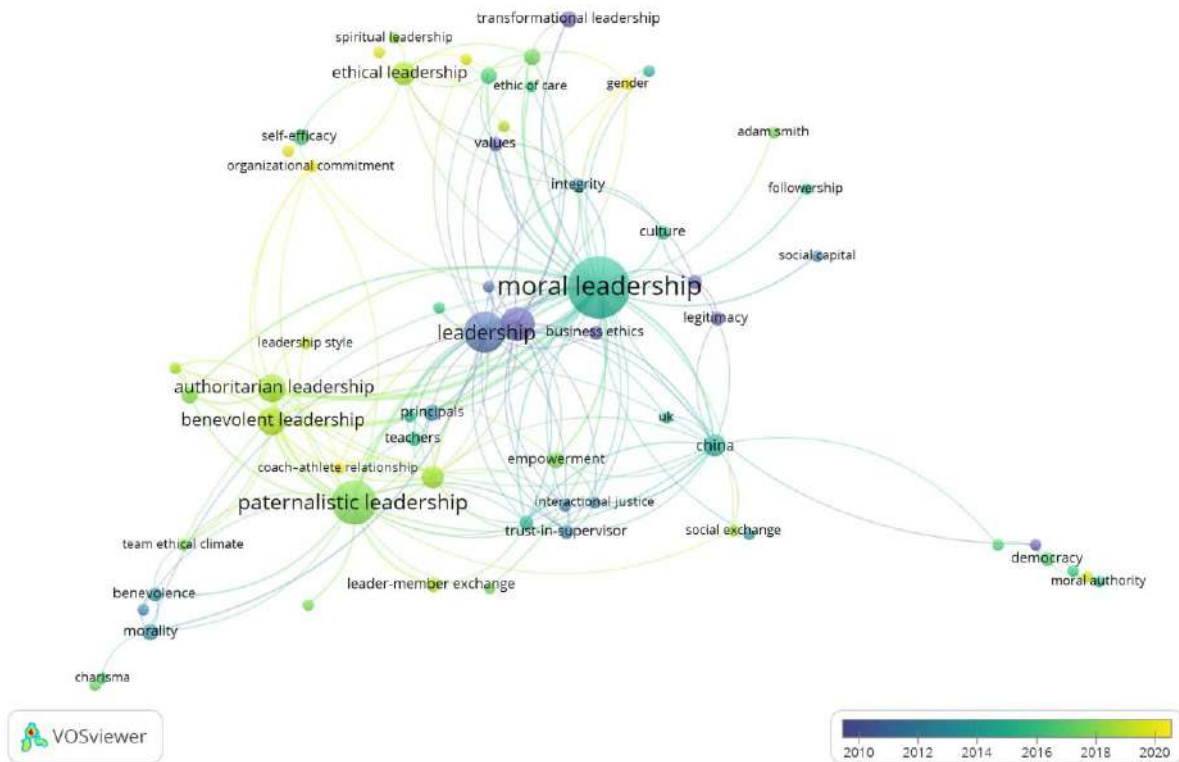 transformational leadership
spiritual leadership
ethical leadership
ethic of care
gender
adam smith
self-efficacy
values
organizational commitment
integrity
followership
culture
social capital
moral leadership
legitimacy
leadership
business ethics
leadership style
authoritarian leadership
principals
benevolent leadership
uk
teachers
china
coach-athlete relationship
empowerment
paternalistic leadership
interactional justice
trust-in-supervisor
social exchange
team ethical climate
democracy
leader-member exchange
moral authority
benevolence
morality
charisma
VOSviewer
2010 2012 2014 2016 2018 2020